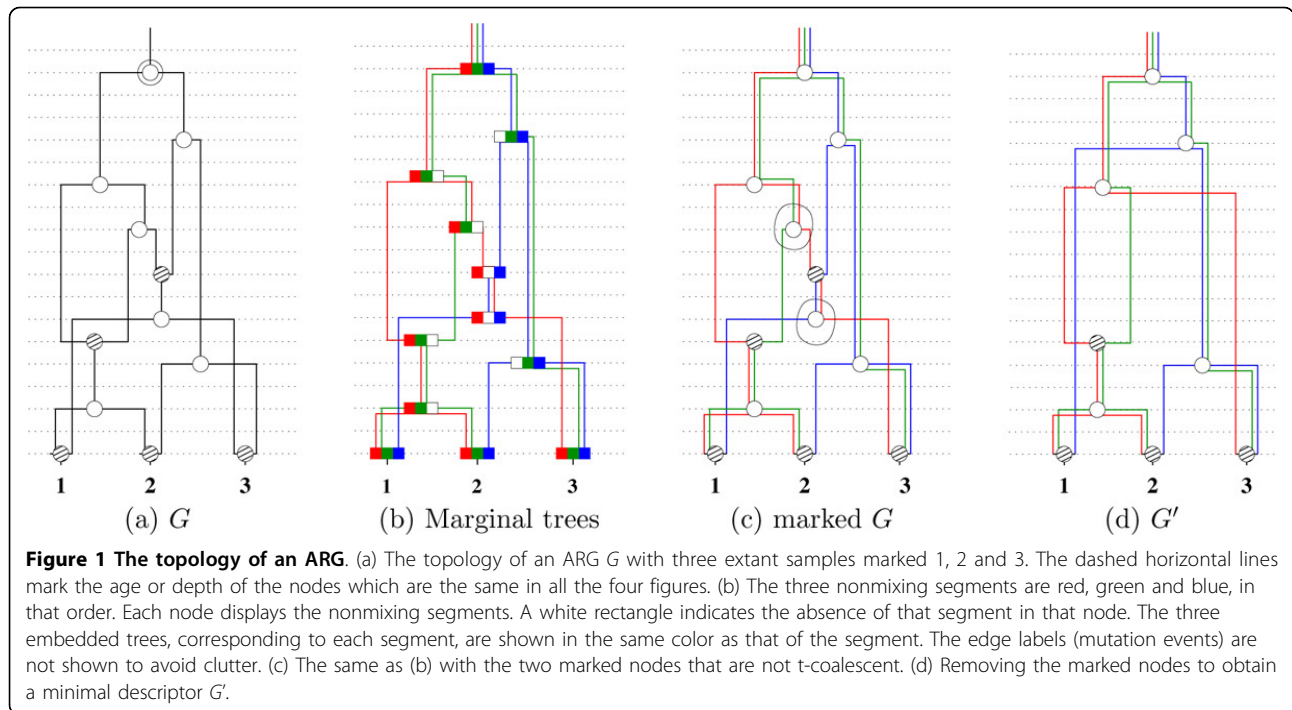 1 2 3
1 2 3
1 2 3
1 2 3
(a) G
(b) Marginal trees
(c) marked G
(d) G'
Figure 1 The topology of an ARG. (a) The topology of an ARG G with three extant samples marked 1, 2 and 3. The dashed horizontal lines
mark the age or depth of the nodes which are the same in all the four figures. (b) The three nonmixing segments are red, green and blue, in
that order. Each node displays the nonmixing segments. A white rectangle indicates the absence of that segment in that node. The three
embedded trees, corresponding to each segment, are shown in the same color as that of the segment. The edge labels (mutation events) are
not shown to avoid clutter. (c) The same as (b) with the two marked nodes that are not t-coalescent. (d) Removing the marked nodes to obtain
a minimal descriptor G'.